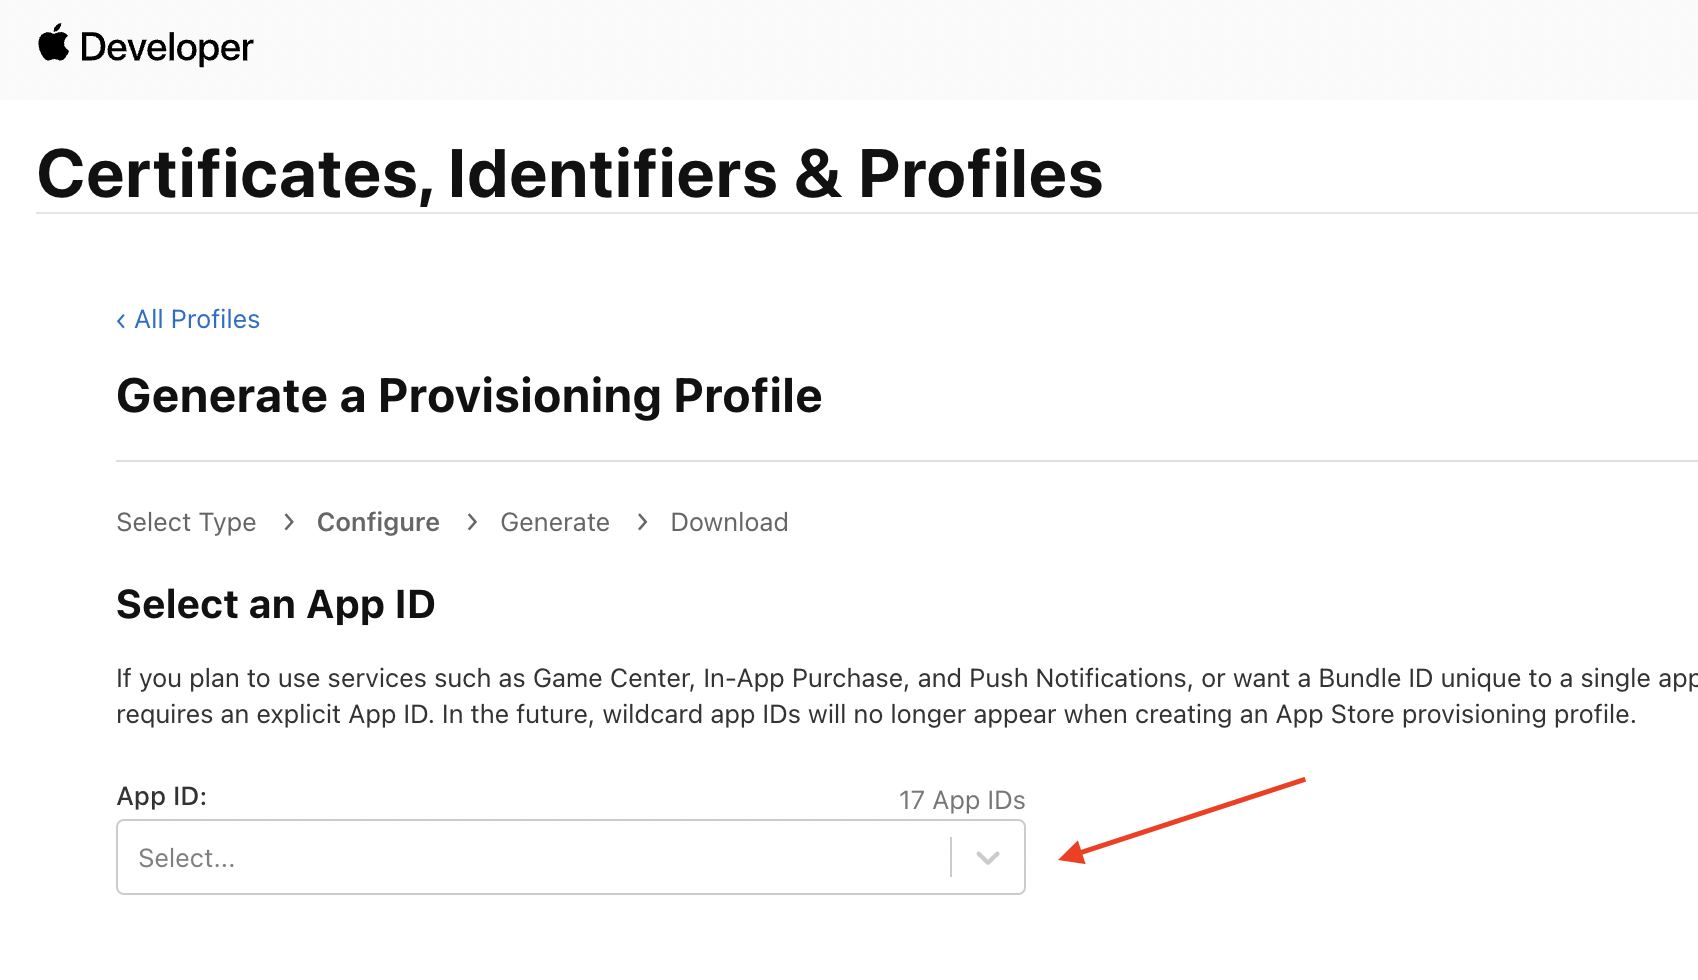 Developer
Certificates, Identifiers & Profiles
‹ All Profiles
Generate a Provisioning Profile
Select Type > Configure > Generate > Download
Select an App ID
If you plan to use services such as Game Center, In-App Purchase, and Push Notifications, or want a Bundle ID unique to a single app
requires an explicit App ID. In the future, wildcard app IDs will no longer appear when creating an App Store provisioning profile.
App ID: 17 App IDs
Select...